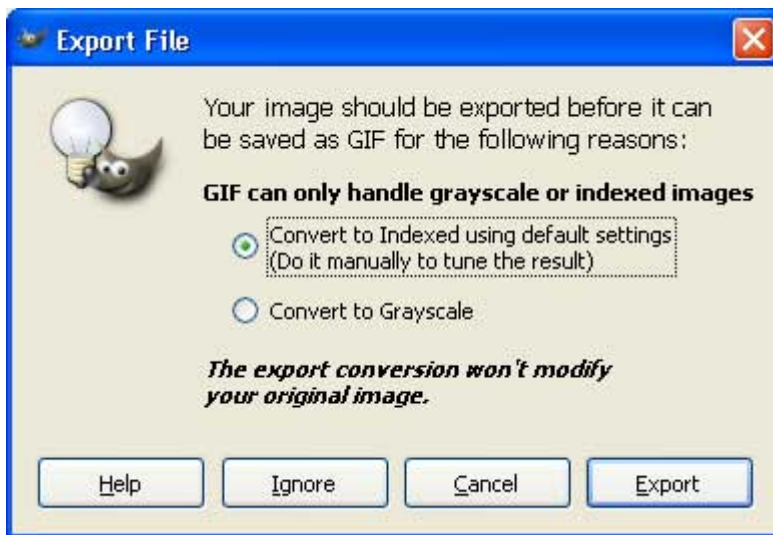 Export File
Your image should be exported before it can
be saved as GIF for the following reasons:
GIF can only handle grayscale or indexed images
Convert to Indexed using default settings
(Do it manually to tune the result)
Convert to Grayscale
The export conversion won't modify
your original image.
Help
Ignore
Cancel
Export